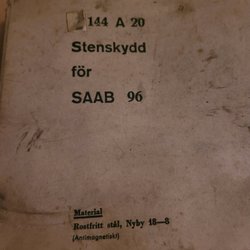 144 A 20
Stenskydd
för
SAAB 96
Material
Rostfritt stål, Nyby 18—8
(Antimagnetiskt)